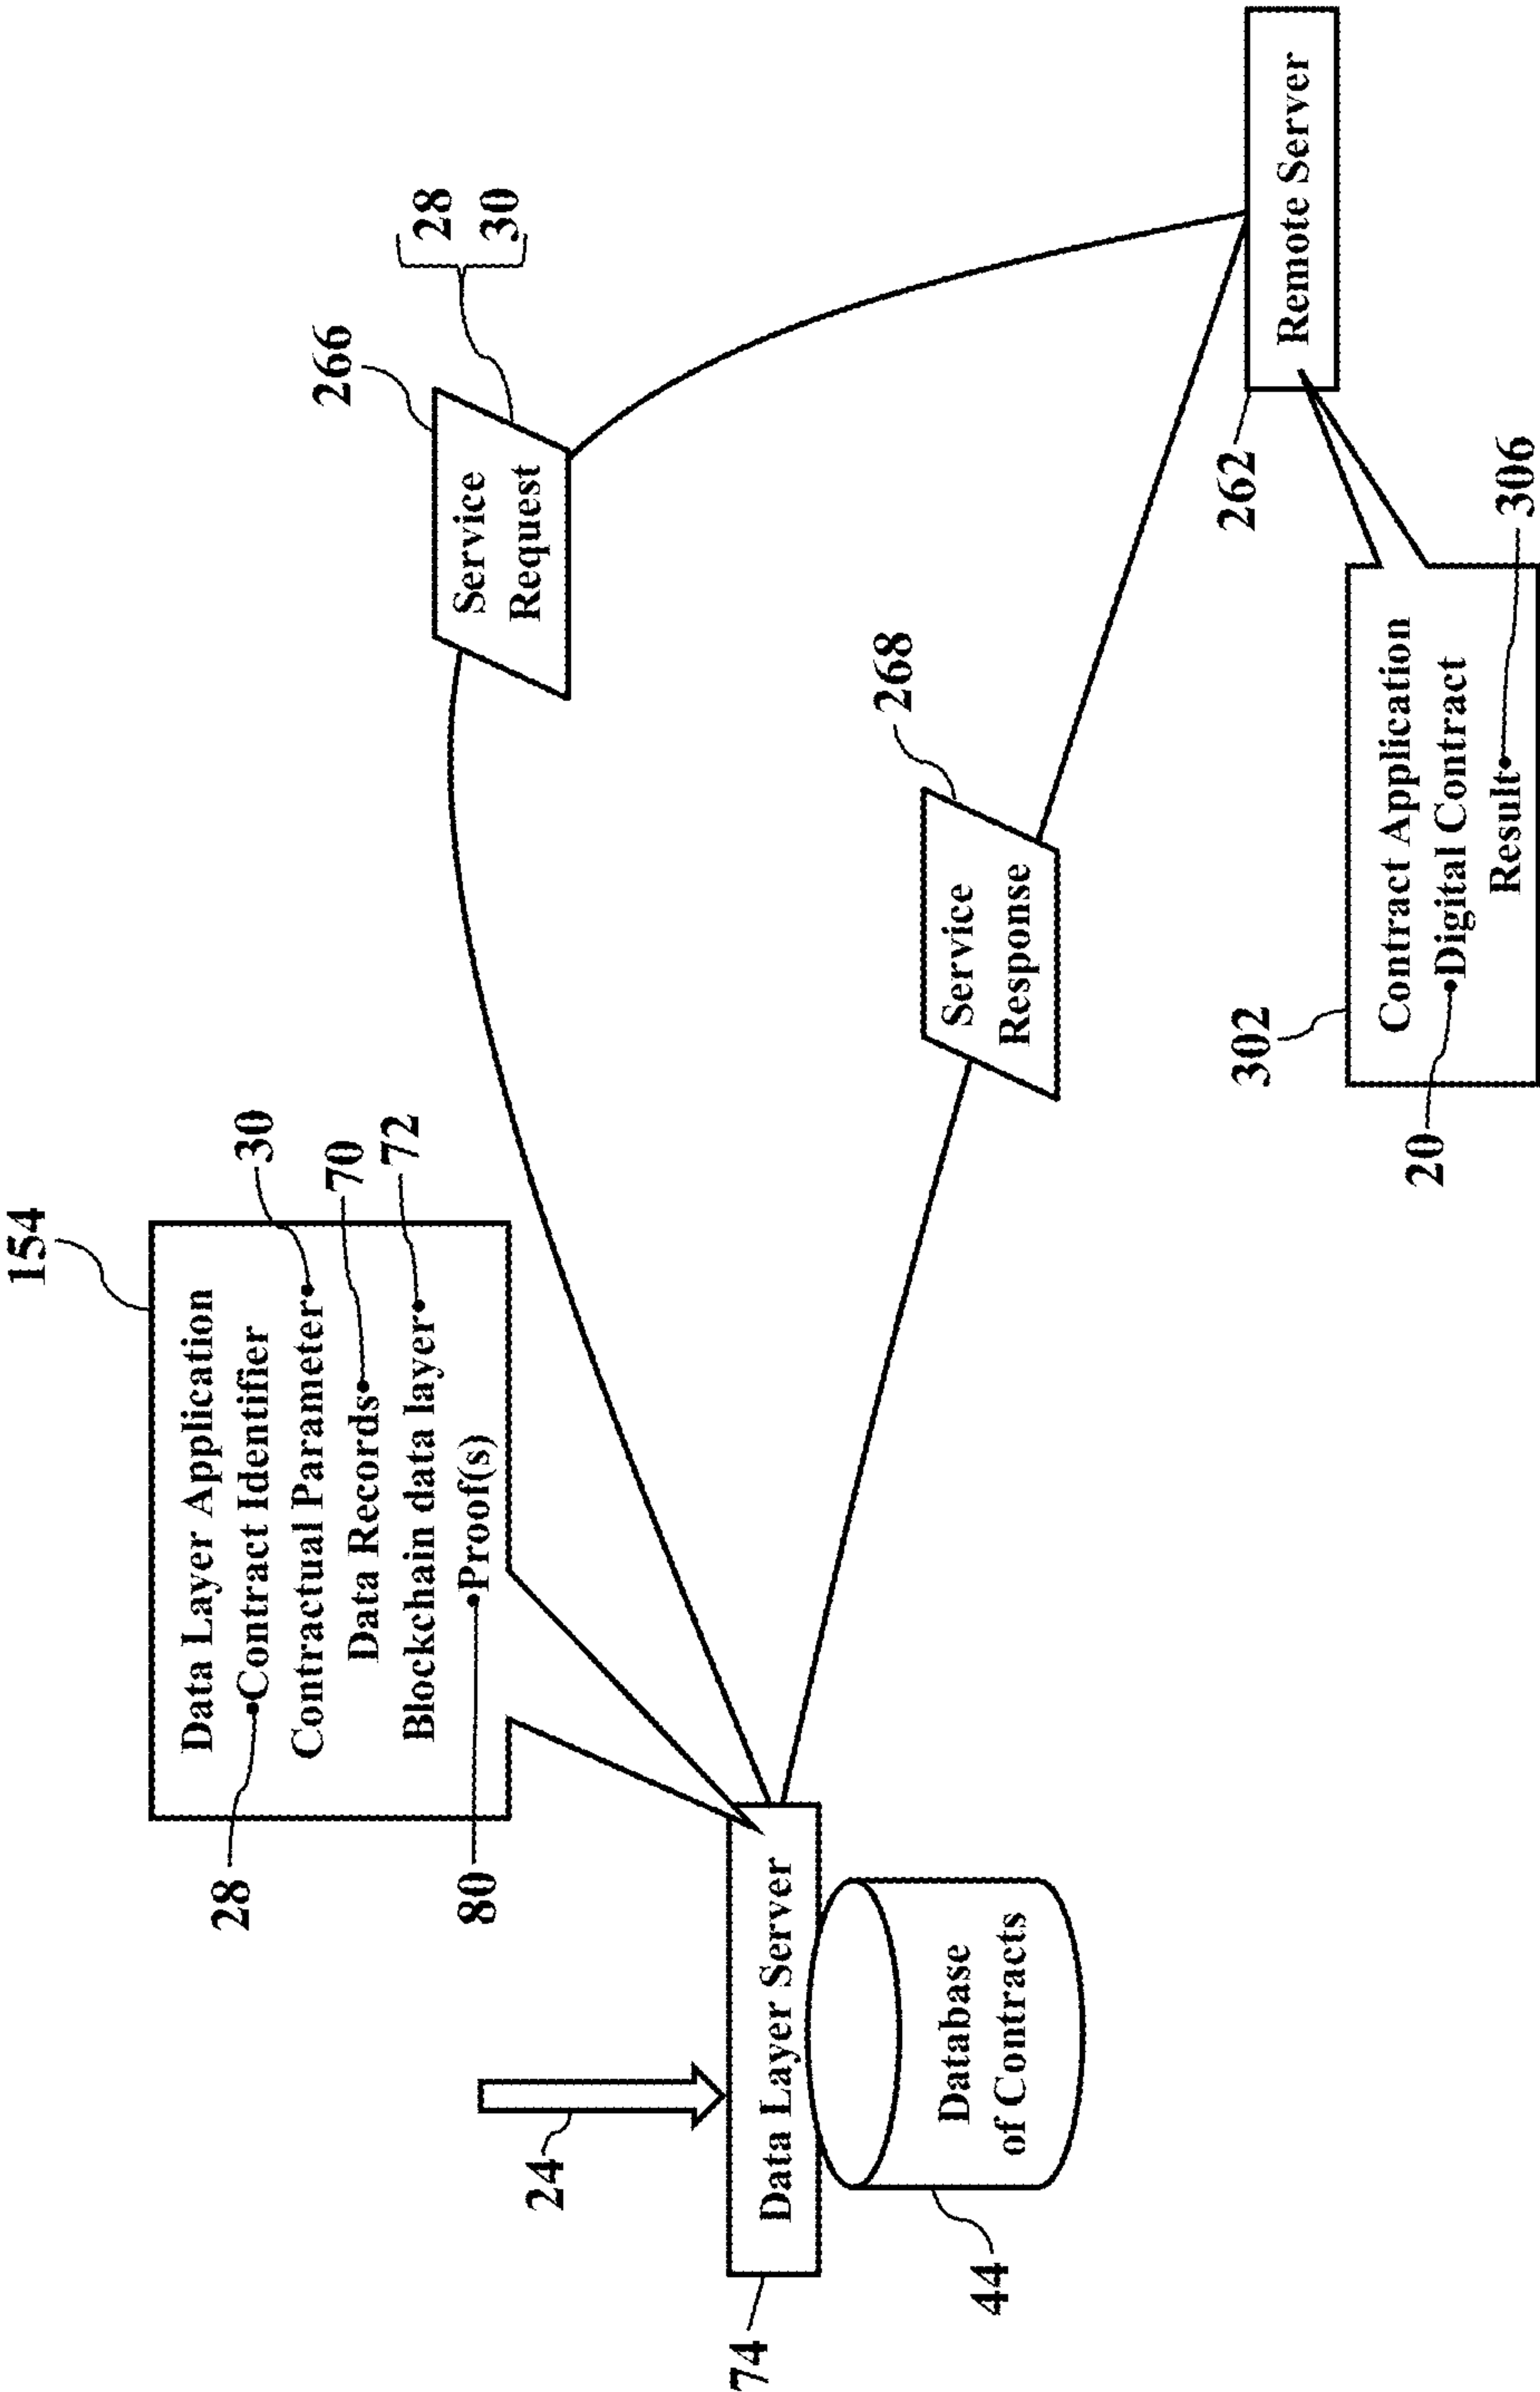 154
Data Layer Application
28
Contract Identifier
Contractual Parameter
30
Data Records
70
Blockchain data layer
72
80
Proof(s)
266
Service
Request
28
30
24
Data Layer Server
74
Database
of Contracts
44
268
Service
Response
262
Remote Server
302
Contract Application
20
Digital Contract
Result
306